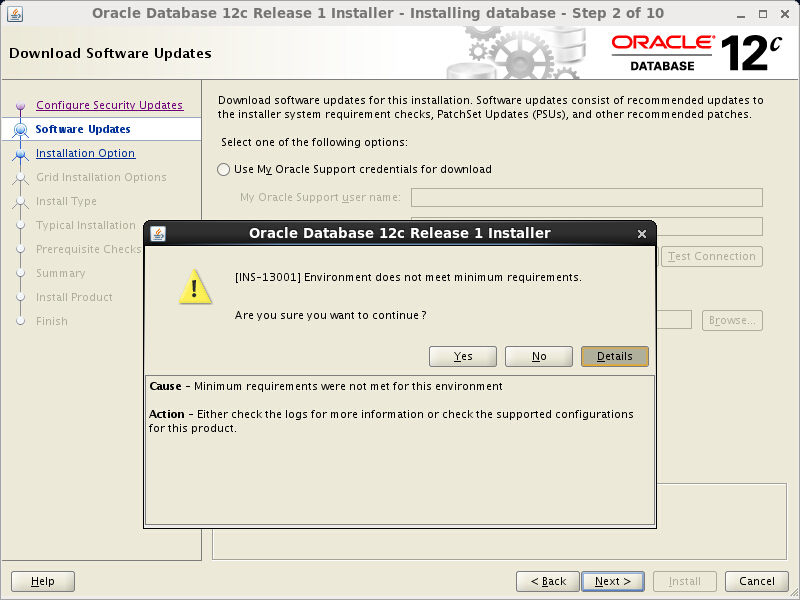 Oracle Database 12c Release 1 Installer - Installing database - Step 2 of 10
Download Software Updates
ORACLE®
DATABASE
12c
Configure Security Updates
Software Updates
Installation Option
Grid Installation Options
Install Type
Typical Installation
Prerequisite Checks
Summary
Install Product
Finish
Download software updates for this installation. Software updates consist of recommended updates to
the installer system requirement checks, PatchSet Updates (PSUs), and other recommended patches.
Select one of the following options:
Use My Oracle Support credentials for download
My Oracle Support user name:
Test Connection
Browse...
Oracle Database 12c Release 1 Installer
[INS-13001] Environment does not meet minimum requirements.
Are you sure you want to continue?
Yes No Details
Cause - Minimum requirements were not met for this environment
Action - Either check the logs for more information or check the supported configurations
for this product.
Help < Back Next > Install Cancel